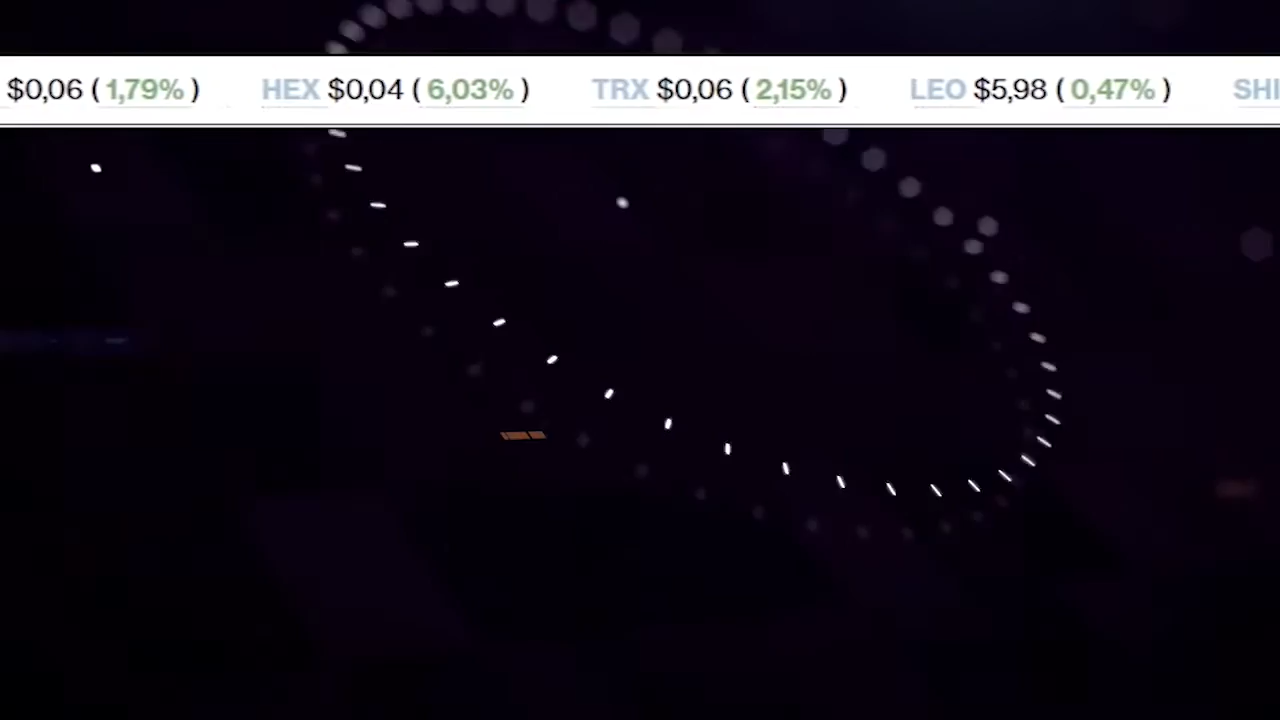 $0,06 ( 1,79% ) HEX $0,04 ( 6,03% ) TRX $0,06 ( 2,15% ) LEO $5,98 ( 0,47% ) SHI